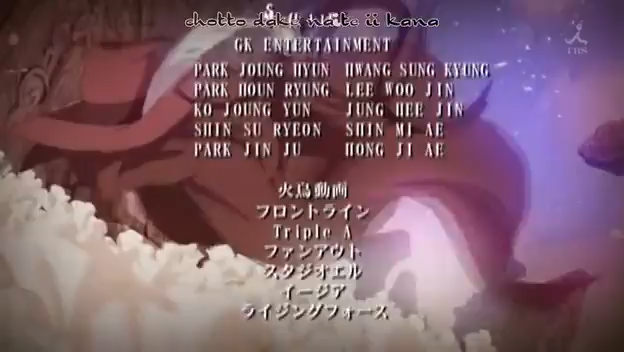 chotto dake naite ii kana
TBS
GK ENTERTAINMENT
PARK JOUNG HYUN HWANG SUNG KYUNG
PARK HOUN RYUNG LEE WOO JIN
KO JOUNG YUN JUNG HEE JIN
SHIN SU RYEON SHIN MI AE
PARK JIN JU HONG JI AE
火鳥動画
フロントライン
Triple A
ファンアウト
スタジオエル
イージア
ライジングフォース